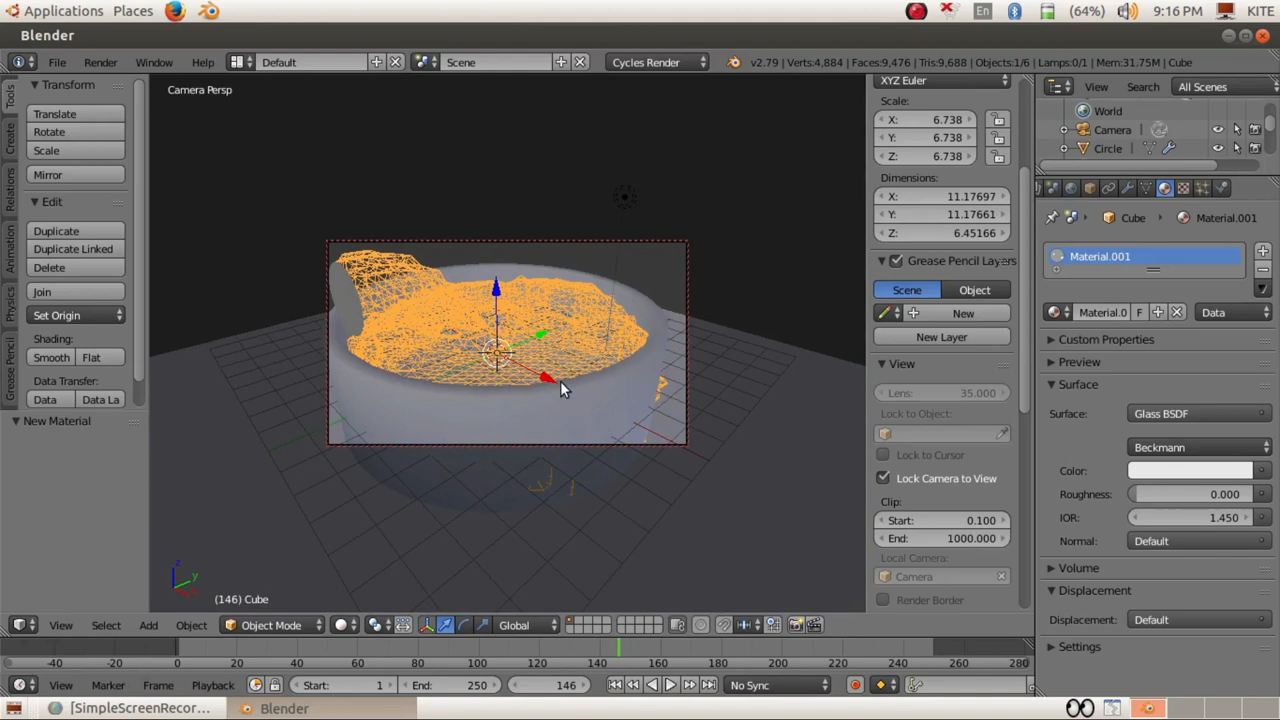 Applications Places En (64%) 9:16 PM KITE
Blender
File Render Window Help Default Scene Cycles Render v2.79 | Verts:4,884 | Faces:9,476 | Tris:9,688 | Objects:1/6 | Lamps:0/1 | Mem:31.75M | Cube
Tools
Create
Relations
Animation
Physics
Grease Pencil
Transform
Translate
Rotate
Scale
Mirror
Edit
Duplicate
Duplicate Linked
Delete
Join
Set Origin
Shading:
Smooth Flat
Data Transfer:
Data Data La
New Material
Camera Persp
z
y
x
(146) Cube
XYZ Euler
Scale:
X: 6.738
Y: 6.738
Z: 6.738
Dimensions:
X: 11.17697
Y: 11.17661
Z: 6.45166
Grease Pencil Layers
Scene Object
New
New Layer
View
Lens: 35.000
Lock to Object:
Lock to Cursor
Lock Camera to View
Clip:
Start: 0.100
End: 1000.000
Local Camera:
Camera
Render Border
View Search All Scenes
World
Camera
Circle
Cube Material.001
Material.001
Material.0 F Data
Custom Properties
Preview
Surface
Surface: Glass BSDF
Beckmann
Color:
Roughness: 0.000
IOR: 1.450
Normal: Default
Volume
Displacement
Displacement: Default
Settings
View Select Add Object Object Mode Global
-40 -20 0 20 40 60 80 100 120 140 160 180 200 220 240 260 280
View Marker Frame Playback Start: 1 End: 250 146 No Sync
[SimpleScreenRecor... Blender